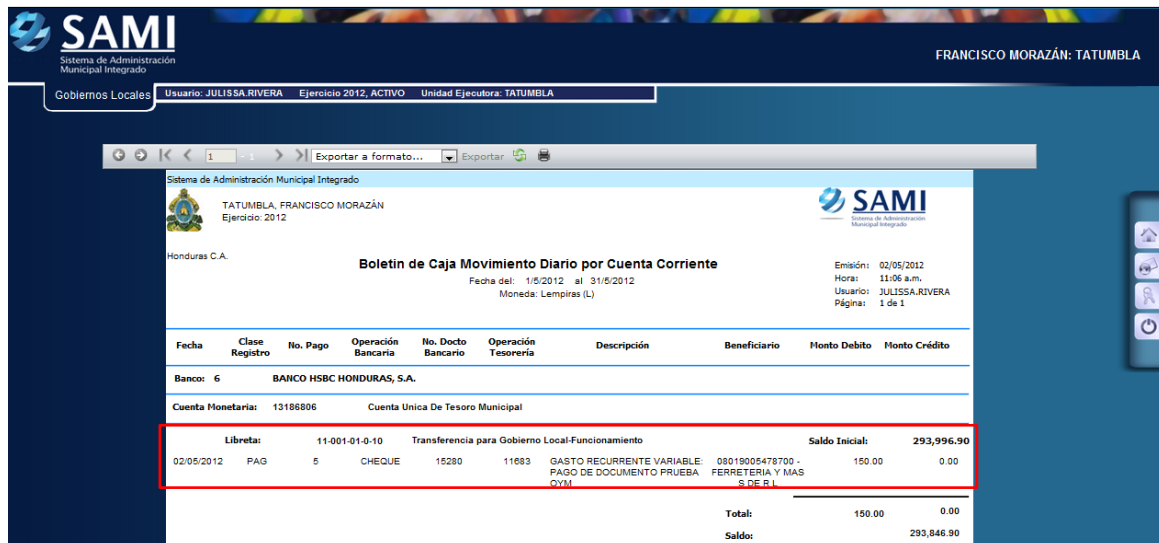 SAMI
Sistema de Administración
Municipal Integrado
FRANCISCO MORAZÁN: TATUMBLA
Gobiernos Locales
Usuario: JULISSA.RIVERA Ejercicio 2012, ACTIVO Unidad Ejecutora: TATUMBLA
1 - 1 Exportar a formato... Exportar
Sistema de Administración Municipal Integrado
TATUMBLA, FRANCISCO MORAZÁN
Ejercicio: 2012
SAMI
Sistema de Administración
Municipal Integrado
Honduras C.A.
Boletin de Caja Movimiento Diario por Cuenta Corriente
Fecha del: 1/5/2012 al 31/5/2012
Moneda: Lempiras (L)
Emisión: 02/05/2012
Hora: 11:06 a.m.
Usuario: JULISSA.RIVERA
Página: 1 de 1
Fecha Clase Registro No. Pago Operación Bancaria No. Docto Bancario Operación Tesorería Descripción Beneficiario Monto Debito Monto Crédito
Banco: 6 BANCO HSBC HONDURAS, S.A.
Cuenta Monetaria: 13186806 Cuenta Unica De Tesoro Municipal
Libreta: 11-001-01-0-10 Transferencia para Gobierno Local-Funcionamiento Saldo Inicial: 293,996.90
02/05/2012 PAG 5 CHEQUE 15280 11683 GASTO RECURRENTE VARIABLE: 08019005478700 - 150.00 0.00
PAGO DE DOCUMENTO PRUEBA FERRETERIA Y MAS
OYM S DE R L
Total: 150.00 0.00
Saldo: 293,846.90